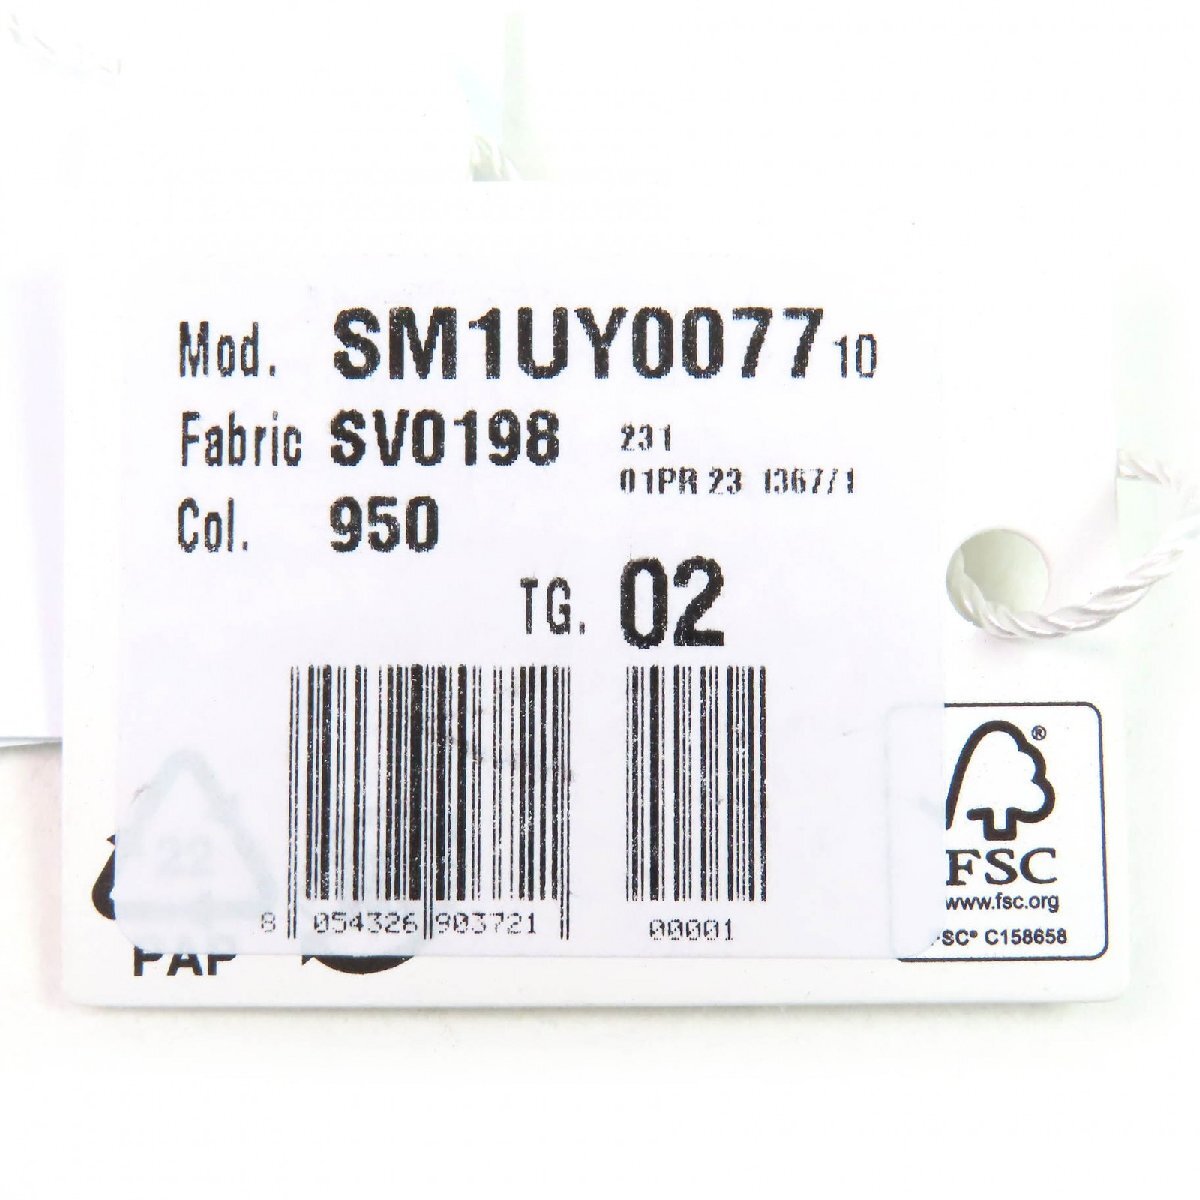 Mod. SM1UY0077 10
Fabric SV0198 231
01PR 23 I367/1
Col. 950
TG. 02
8 054326 903721 00001
22
PAP
®
FSC
www.fsc.org
FSC® C158658